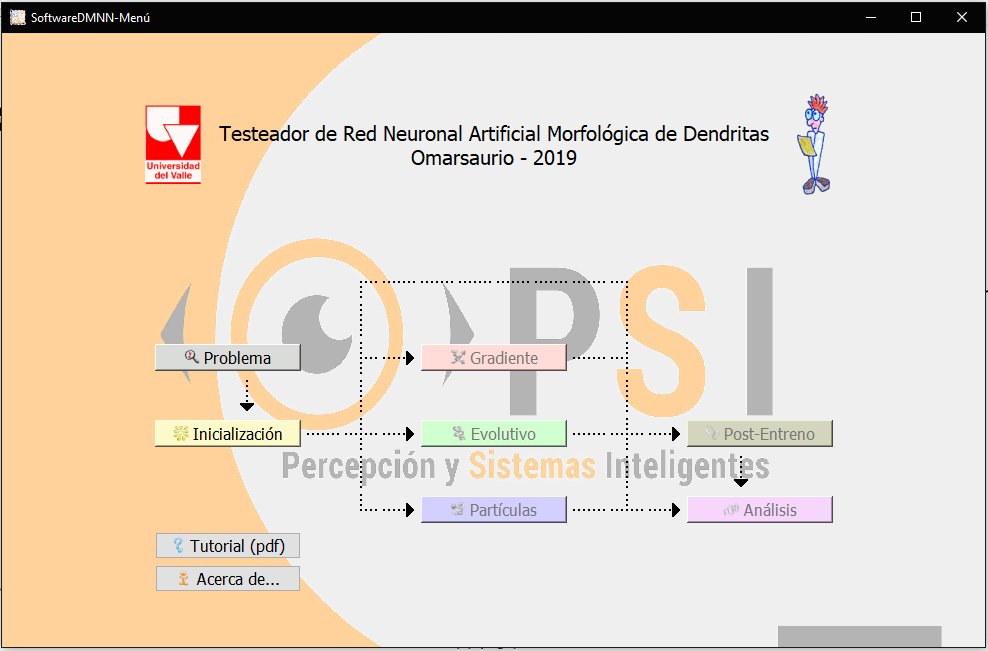 SoftwareDMNN-Menú
Testeador de Red Neuronal Artificial Morfológica de Dendritas
Omarsaurio - 2019
Universidad
del Valle
PSI
Problema
Gradiente
Inicialización
Evolutivo
Post-Entreno
Percepción y Sistemas Inteligentes
Partículas
Análisis
Tutorial (pdf)
Acerca de...